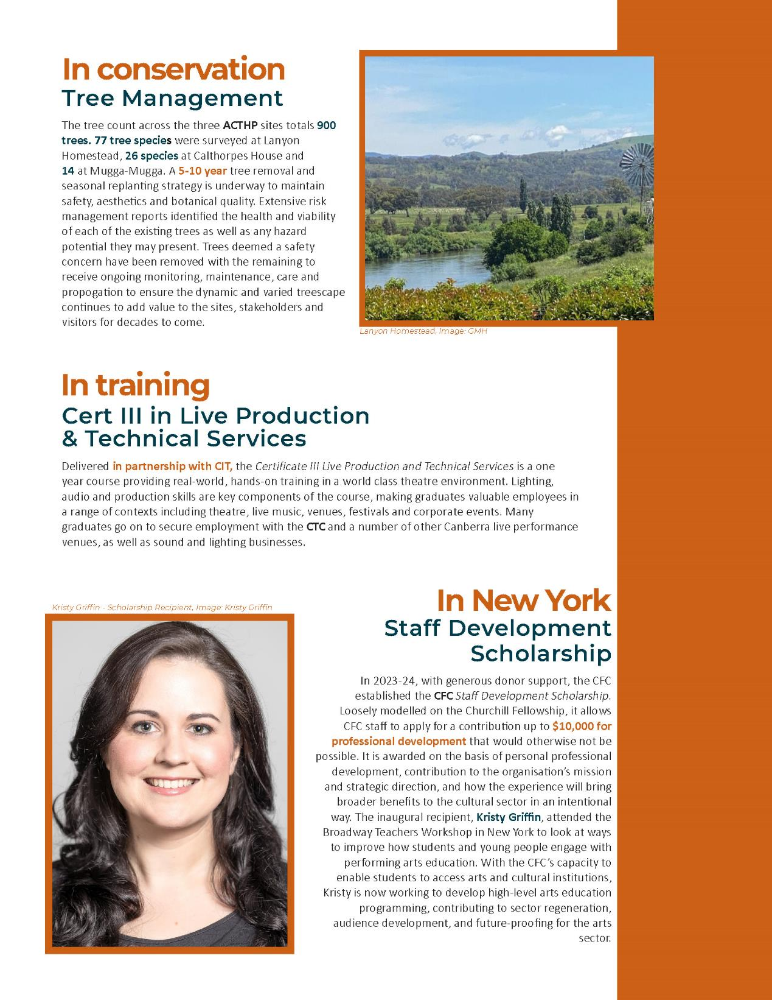 In conservation
Tree Management
The tree count across the three ACTHP sites totals 900
trees. 77 tree species were surveyed at Lanyon
Homestead, 26 species at Calthorpes House and
14 at Mugga-Mugga. A 5-10 year tree removal and
seasonal replanting strategy is underway to maintain
safety, aesthetics and botanical quality. Extensive risk
management reports identified the health and viability
of each of the existing trees as well as any hazard
potential they may present. Trees deemed a safety
concern have been removed with the remaining to
receive ongoing monitoring, maintenance, care and
propogation to ensure the dynamic and varied treescape
continues to add value to the sites, stakeholders and
visitors for decades to come.
Lanyon Homestead, Image: GMH
In training
Cert III in Live Production
& Technical Services
Delivered in partnership with CIT, the Certificate III Live Production and Technical Services is a one
year course providing real-world, hands-on training in a world class theatre environment. Lighting,
audio and production skills are key components of the course, making graduates valuable employees in
a range of contexts including theatre, live music, venues, festivals and corporate events. Many
graduates go on to secure employment with the CTC and a number of other Canberra live performance
venues, as well as sound and lighting businesses.
Kristy Griffin - Scholarship Recipient, Image: Kristy Griffin
In New York
Staff Development
Scholarship
In 2023-24, with generous donor support, the CFC
established the CFC Staff Development Scholarship.
Loosely modelled on the Churchill Fellowship, it allows
CFC staff to apply for a contribution up to $10,000 for
professional development that would otherwise not be
possible. It is awarded on the basis of personal professional
development, contribution to the organisation's mission
and strategic direction, and how the experience will bring
broader benefits to the cultural sector in an intentional
way. The inaugural recipient, Kristy Griffin, attended the
Broadway Teachers Workshop in New York to look at ways
to improve how students and young people engage with
performing arts education. With the CFC's capacity to
enable students to access arts and cultural institutions,
Kristy is now working to develop high-level arts education
programming, contributing to sector regeneration,
audience development, and future-proofing for the arts
sector.